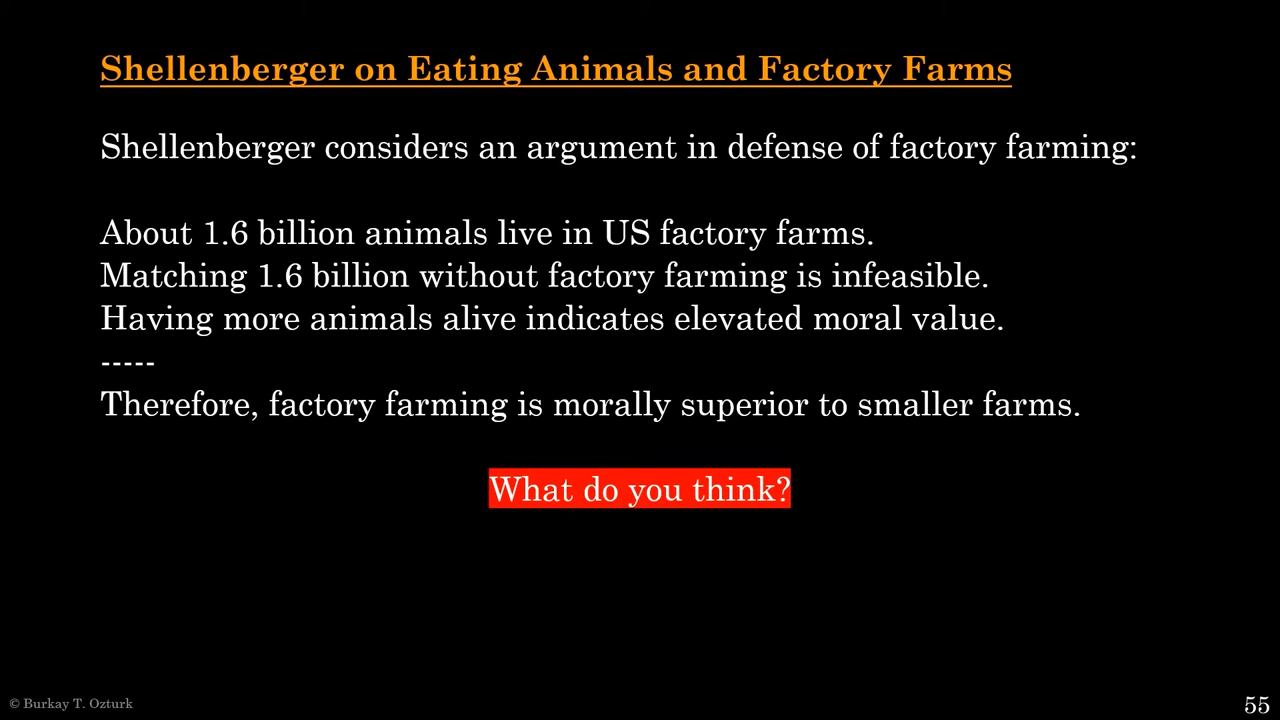 Shellenberger on Eating Animals and Factory Farms
Shellenberger considers an argument in defense of factory farming:
About 1.6 billion animals live in US factory farms.
Matching 1.6 billion without factory farming is infeasible.
Having more animals alive indicates elevated moral value.
-----
Therefore, factory farming is morally superior to smaller farms.
What do you think?
© Burkay T. Ozturk
55